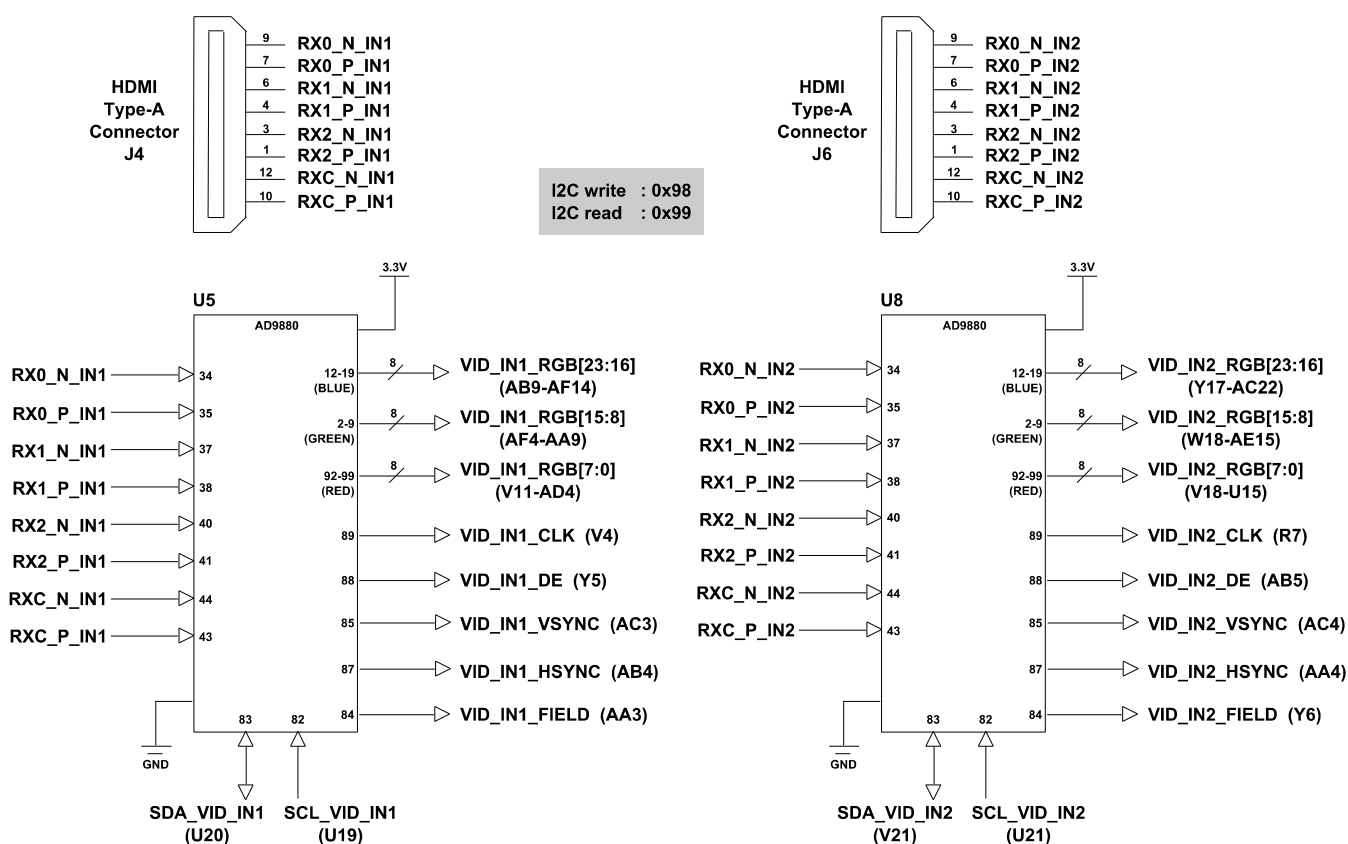 HDMI
Type-A
Connector
J4
9 RX0_N_IN1
7 RX0_P_IN1
6 RX1_N_IN1
4 RX1_P_IN1
3 RX2_N_IN1
1 RX2_P_IN1
12 RXC_N_IN1
10 RXC_P_IN1
I2C write : 0x98
I2C read : 0x99
HDMI
Type-A
Connector
J6
9 RX0_N_IN2
7 RX0_P_IN2
6 RX1_N_IN2
4 RX1_P_IN2
3 RX2_N_IN2
1 RX2_P_IN2
12 RXC_N_IN2
10 RXC_P_IN2
3.3V
U5
AD9880
RX0_N_IN1 34
RX0_P_IN1 35
RX1_N_IN1 37
RX1_P_IN1 38
RX2_N_IN1 40
RX2_P_IN1 41
RXC_N_IN1 44
RXC_P_IN1 43
12-19 8 VID_IN1_RGB[23:16]
(BLUE) (AB9-AF14)
2-9 8 VID_IN1_RGB[15:8]
(GREEN) (AF4-AA9)
92-99 8 VID_IN1_RGB[7:0]
(RED) (V11-AD4)
89 VID_IN1_CLK (V4)
88 VID_IN1_DE (Y5)
85 VID_IN1_VSYNC (AC3)
87 VID_IN1_HSYNC (AB4)
84 VID_IN1_FIELD (AA3)
83 82
GND
SDA_VID_IN1 SCL_VID_IN1
(U20) (U19)
3.3V
U8
AD9880
RX0_N_IN2 34
RX0_P_IN2 35
RX1_N_IN2 37
RX1_P_IN2 38
RX2_N_IN2 40
RX2_P_IN2 41
RXC_N_IN2 44
RXC_P_IN2 43
12-19 8 VID_IN2_RGB[23:16]
(BLUE) (Y17-AC22)
2-9 8 VID_IN2_RGB[15:8]
(GREEN) (W18-AE15)
92-99 8 VID_IN2_RGB[7:0]
(RED) (V18-U15)
89 VID_IN2_CLK (R7)
88 VID_IN2_DE (AB5)
85 VID_IN2_VSYNC (AC4)
87 VID_IN2_HSYNC (AA4)
84 VID_IN2_FIELD (Y6)
83 82
GND
SDA_VID_IN2 SCL_VID_IN2
(V21) (U21)